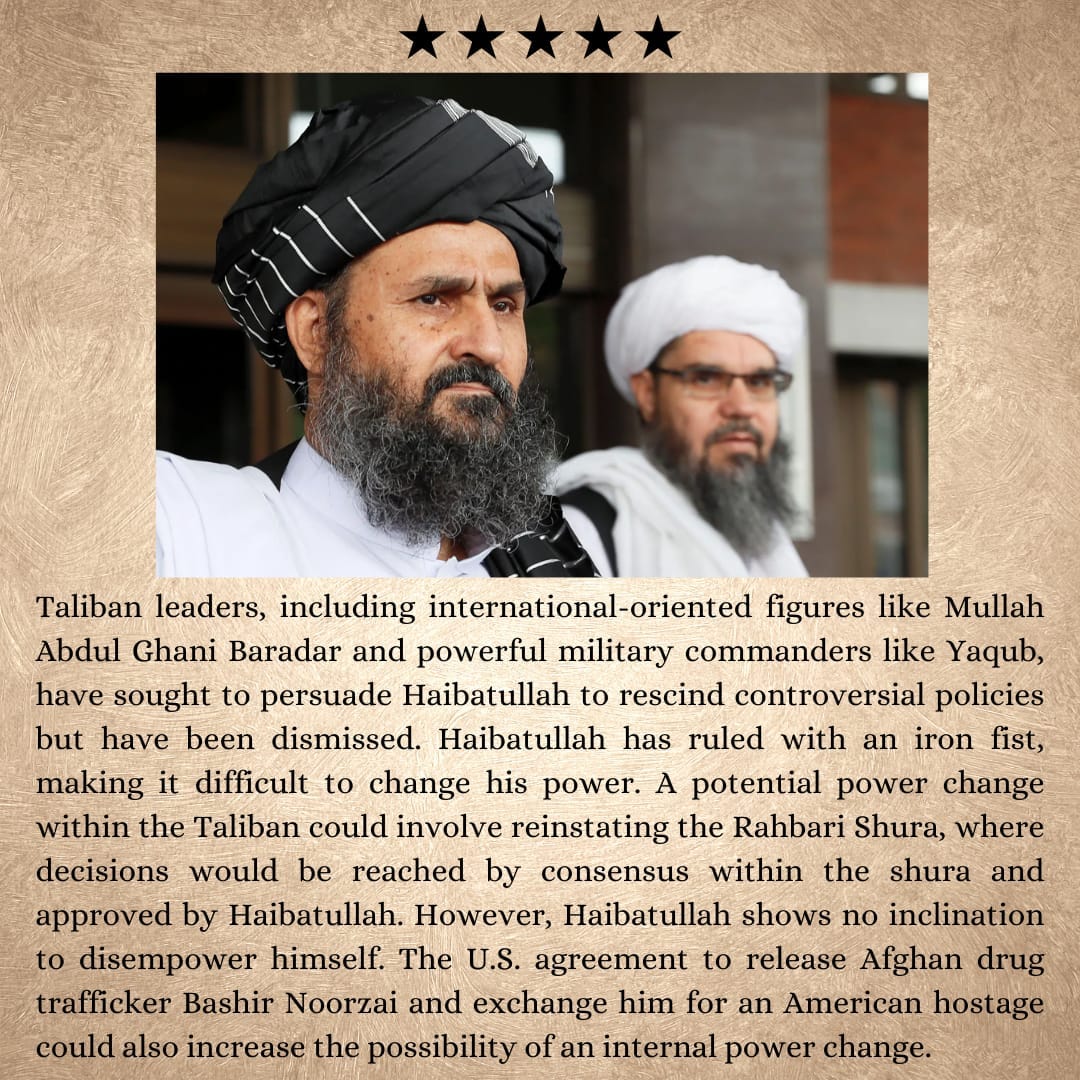 Taliban leaders, including international-oriented figures like Mullah
Abdul Ghani Baradar and powerful military commanders like Yaqub,
have sought to persuade Haibatullah to rescind controversial policies
but have been dismissed. Haibatullah has ruled with an iron fist,
making it difficult to change his power. A potential power change
within the Taliban could involve reinstating the Rahbari Shura, where
decisions would be reached by consensus within the shura and
approved by Haibatullah. However, Haibatullah shows no inclination
to disempower himself. The U.S. agreement to release Afghan drug
trafficker Bashir Noorzai and exchange him for an American hostage
could also increase the possibility of an internal power change.